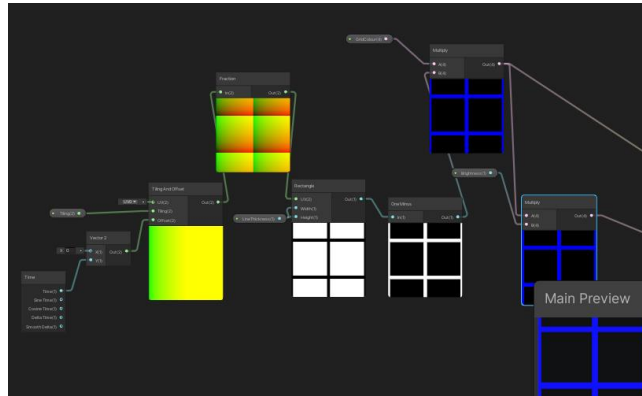 GridColour(4)
Multiply
A(4)
B(4)
Out(4)
Fraction
In(2)
Out(2)
Brightness(1)
Tiling And Offset
UV(2)
Tiling(2)
Offset(2)
Out(2)
Tiling(2)
Rectangle
UV(2)
Width(1)
Height(1)
Out(1)
LineThickness(1)
One Minus
In(1)
Out(1)
Multiply
A(4)
B(4)
Out(4)
Vector 2
X 0
X(1)
Y(1)
Out(2)
Time
Time(1)
Sine Time(1)
Cosine Time(1)
Delta Time(1)
Smooth Delta(1)
Main Preview